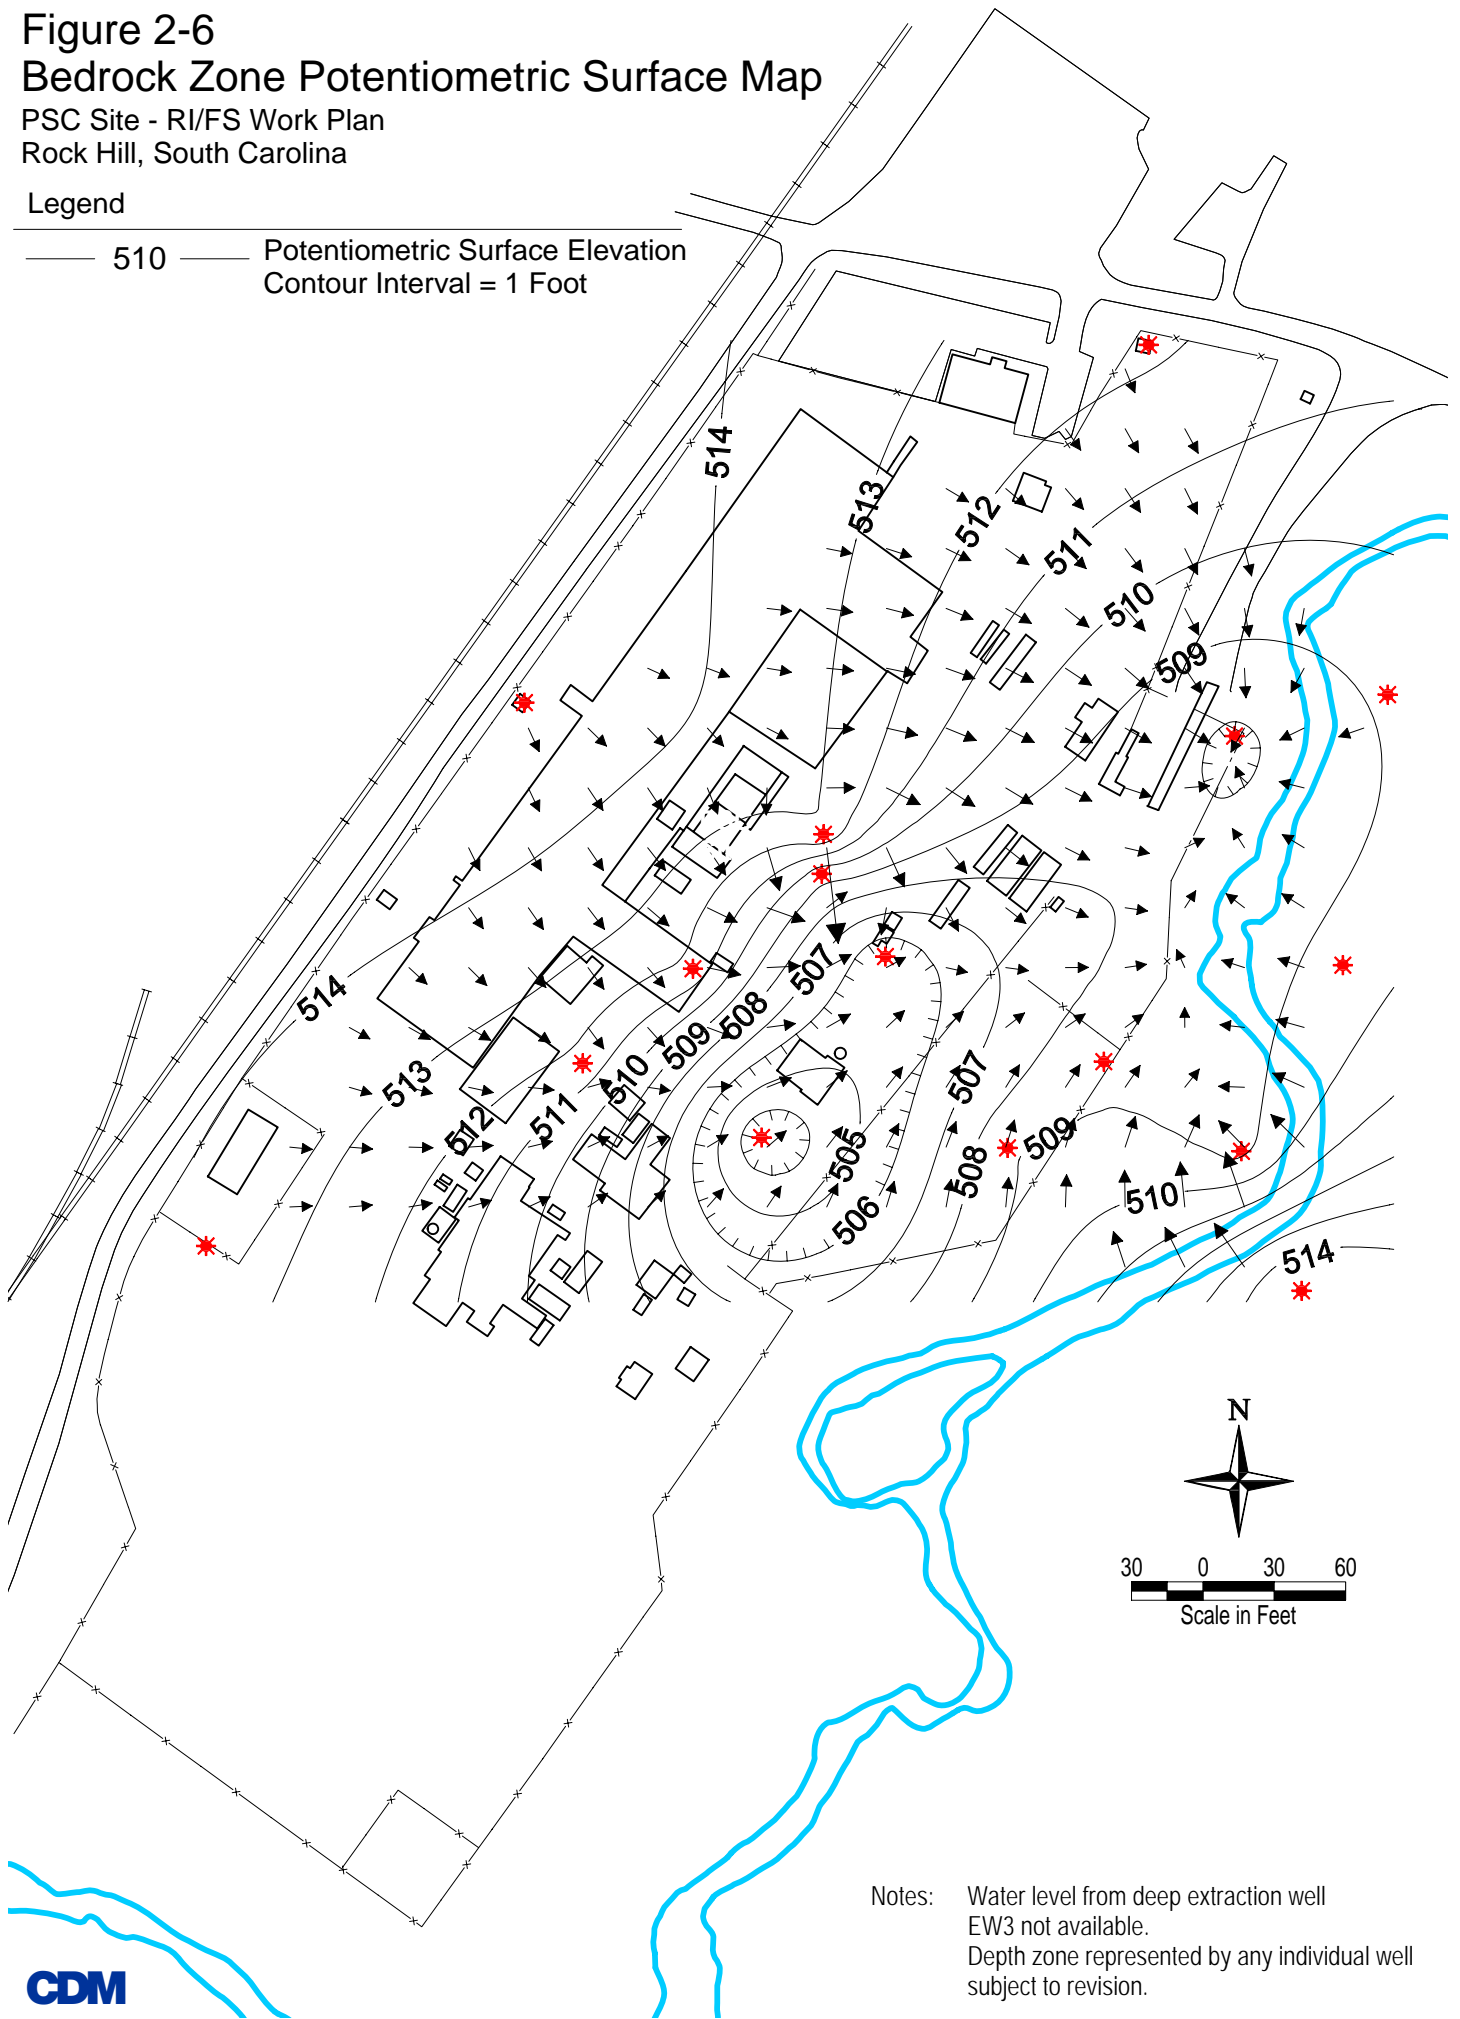 Figure 2-6
Bedrock Zone Potentiometric Surface Map
PSC Site - RI/FS Work Plan
Rock Hill, South Carolina
Legend
510
Potentiometric Surface Elevation
Contour Interval = 1 Foot
514
513
512
511
510
509
514
513
512
511
510
509
508
507
507
508
509
505
506
510
514
N
30 0 30 60
Scale in Feet
Notes: Water level from deep extraction well
EW3 not available.
Depth zone represented by any individual well
subject to revision.
CDM